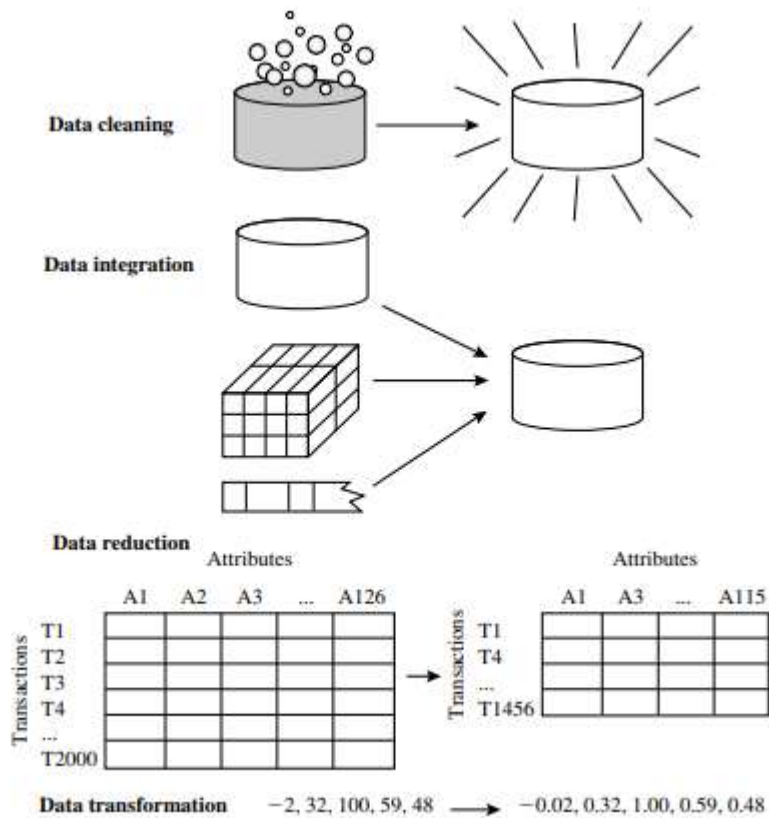 Data cleaning
Data integration
Data reduction
Attributes
A1 A2 A3 ... A126
Transactions
T1
T2
T3
T4
...
T2000
Attributes
A1 A3 ... A115
Transactions
T1
T4
...
T1456
Data transformation −2, 32, 100, 59, 48 −0.02, 0.32, 1.00, 0.59, 0.48